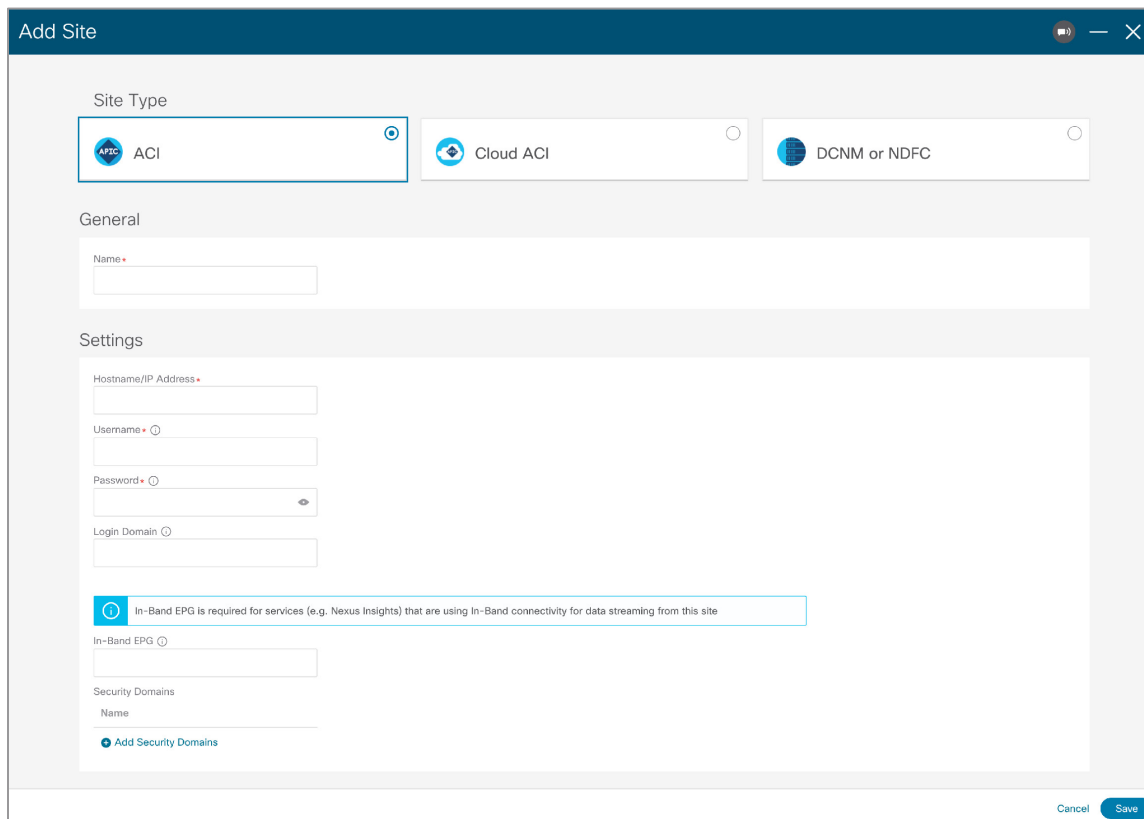 Add Site
Site Type
APIC ACI
Cloud ACI
DCNM or NDFC
General
Name*
Settings
Hostname/IP Address*
Username*
Password*
Login Domain
In-Band EPG is required for services (e.g. Nexus Insights) that are using In-Band connectivity for data streaming from this site
In-Band EPG
Security Domains
Name
Add Security Domains
Cancel Save